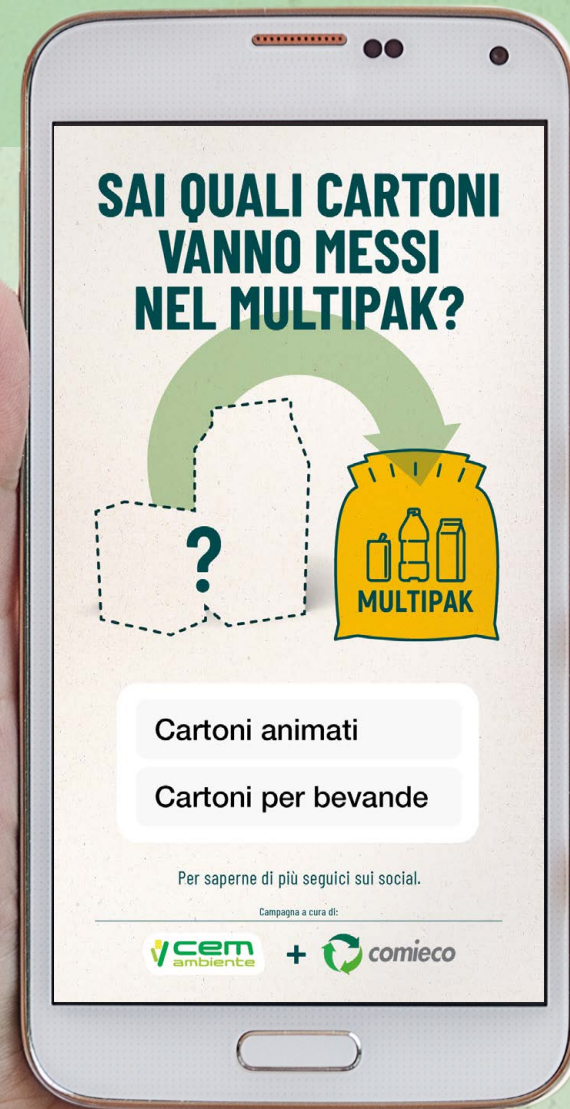 SAI QUALI CARTONI
VANNO MESSI
NEL MULTIPAK?
?
MULTIPAK
Cartoni animati
Cartoni per bevande
Per saperne di più seguici sui social.
Campagna a cura di:
cem
ambiente
+
comieco